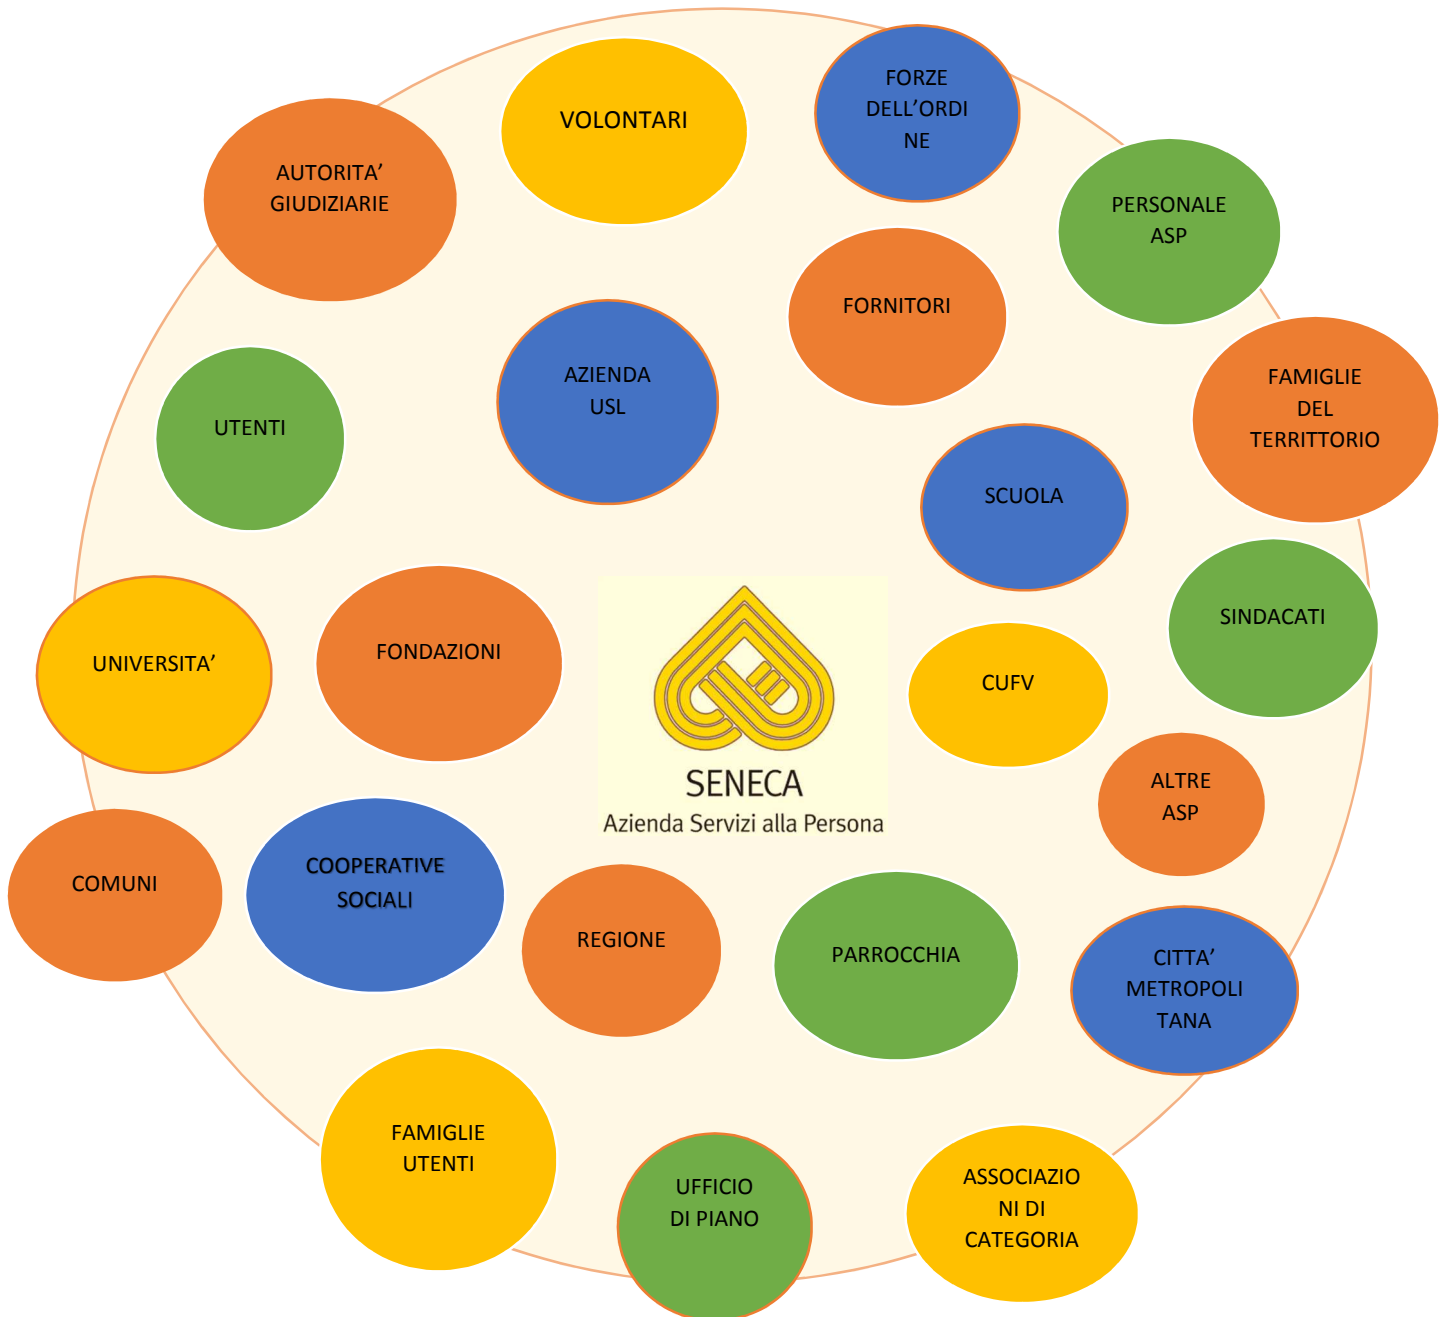 FORZE
DELL’ORDI
NE
VOLONTARI
AUTORITA’
GIUDIZIARIE
PERSONALE
ASP
FORNITORI
AZIENDA
USL
FAMIGLIE
DEL
TERRITTORIO
UTENTI
SCUOLA
SINDACATI
UNIVERSITA’
FONDAZIONI
CUFV
SENECA
Azienda Servizi alla Persona
ALTRE
ASP
COMUNI
COOPERATIVE
SOCIALI
REGIONE
PARROCCHIA
CITTA’
METROPOLI
TANA
FAMIGLIE
UTENTI
UFFICIO
DI PIANO
ASSOCIAZIO
NI DI
CATEGORIA